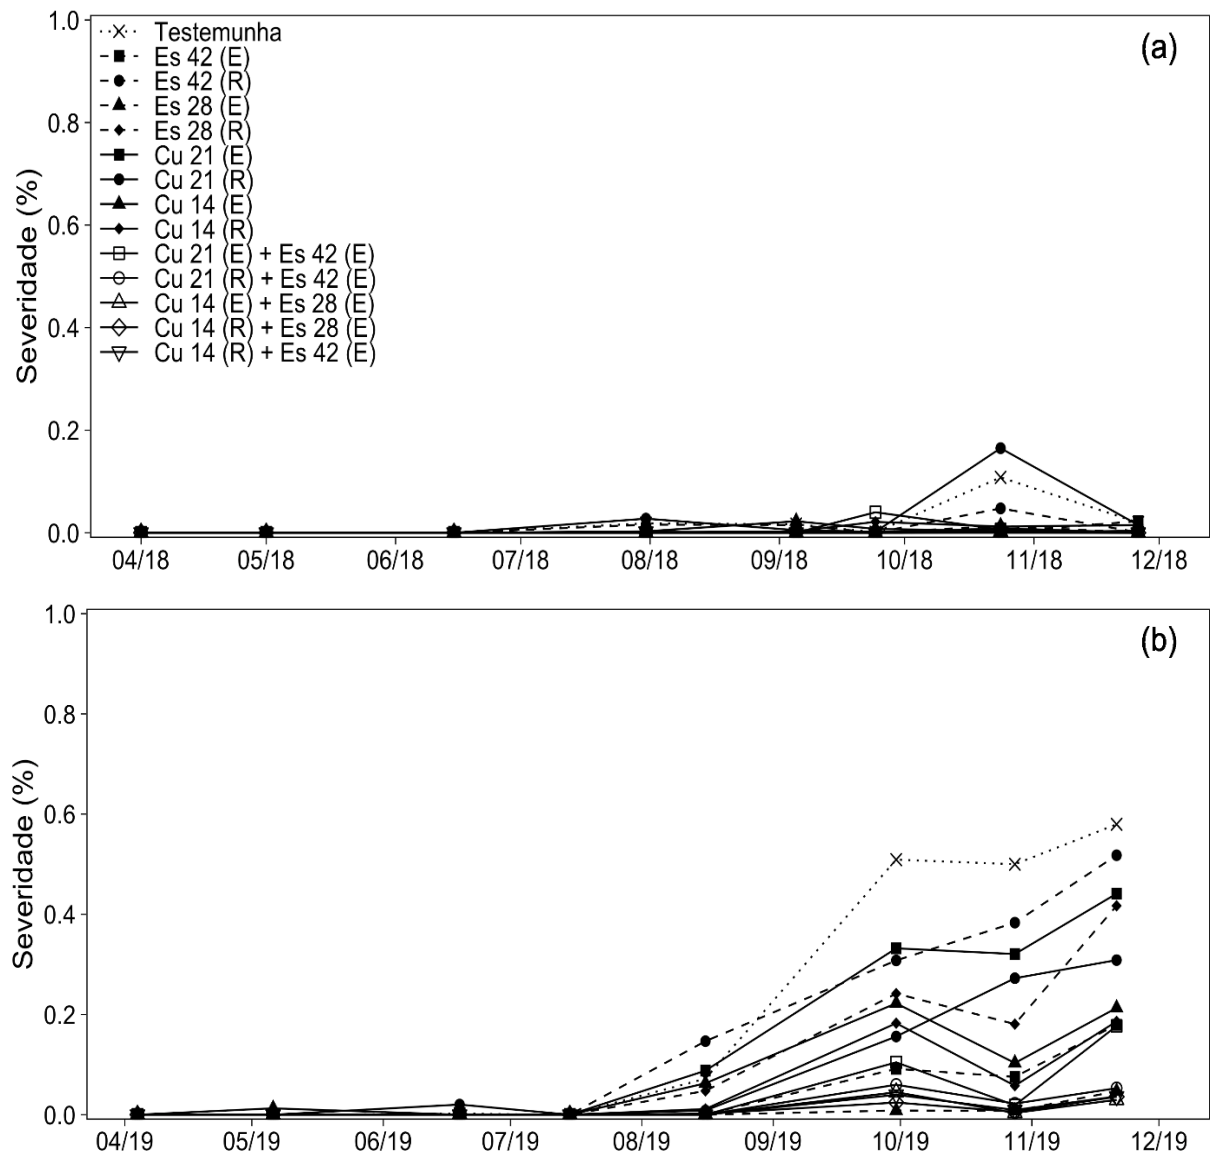 1.0
(a)
Testemunha
Es 42 (E)
Es 42 (R)
Es 28 (E)
Es 28 (R)
Cu 21 (E)
Cu 21 (R)
Cu 14 (E)
Cu 14 (R)
Cu 21 (E) + Es 42 (E)
Cu 21 (R) + Es 42 (E)
Cu 14 (E) + Es 28 (E)
Cu 14 (R) + Es 28 (E)
Cu 14 (R) + Es 42 (E)
0.8
0.6
0.4
0.2
0.0
Severidade (%)
04/18 05/18 06/18 07/18 08/18 09/18 10/18 11/18 12/18
1.0
(b)
0.8
0.6
0.4
0.2
0.0
Severidade (%)
04/19 05/19 06/19 07/19 08/19 09/19 10/19 11/19 12/19